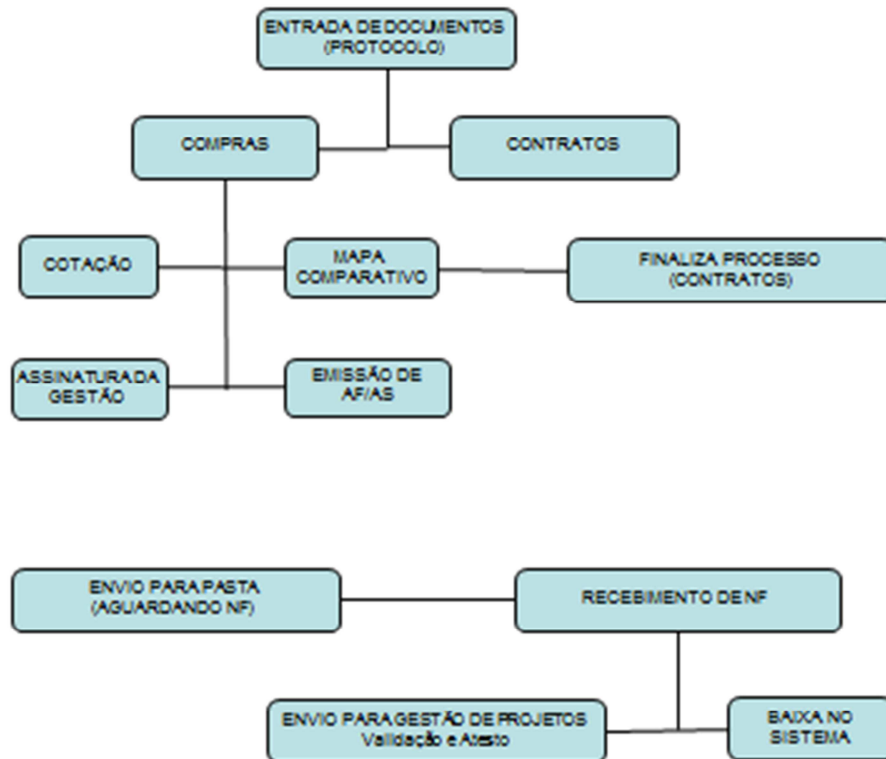 ENTRADA DE DOCUMENTOS
(PROTOCOLO)
COMPRAS
CONTRATOS
COTAÇÃO
MAPA
COMPARATIVO
FINALIZA PROCESSO
(CONTRATOS)
ASSINATURA DA
GESTÃO
EMISSÃO DE
AF/AS
ENVIO PARA PASTA
(AGUARDANDO NF)
RECEBIMENTO DE NF
ENVIO PARA GESTÃO DE PROJETOS
Validação e Atesto
BAIXA NO
SISTEMA